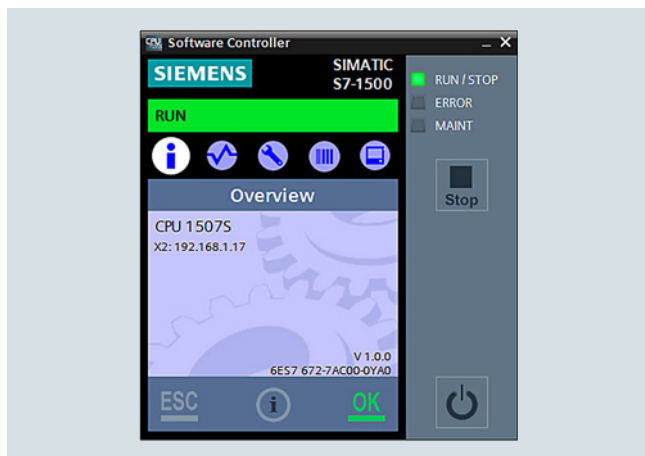 CPU Software Controller
SIEMENS
SIMATIC
S7-1500
RUN
Overview
CPU 1507S
X2: 192.168.1.17
V 1.0.0
6ES7 672-7AC00-0YA0
ESC
i
OK
RUN / STOP
ERROR
MAINT
Stop